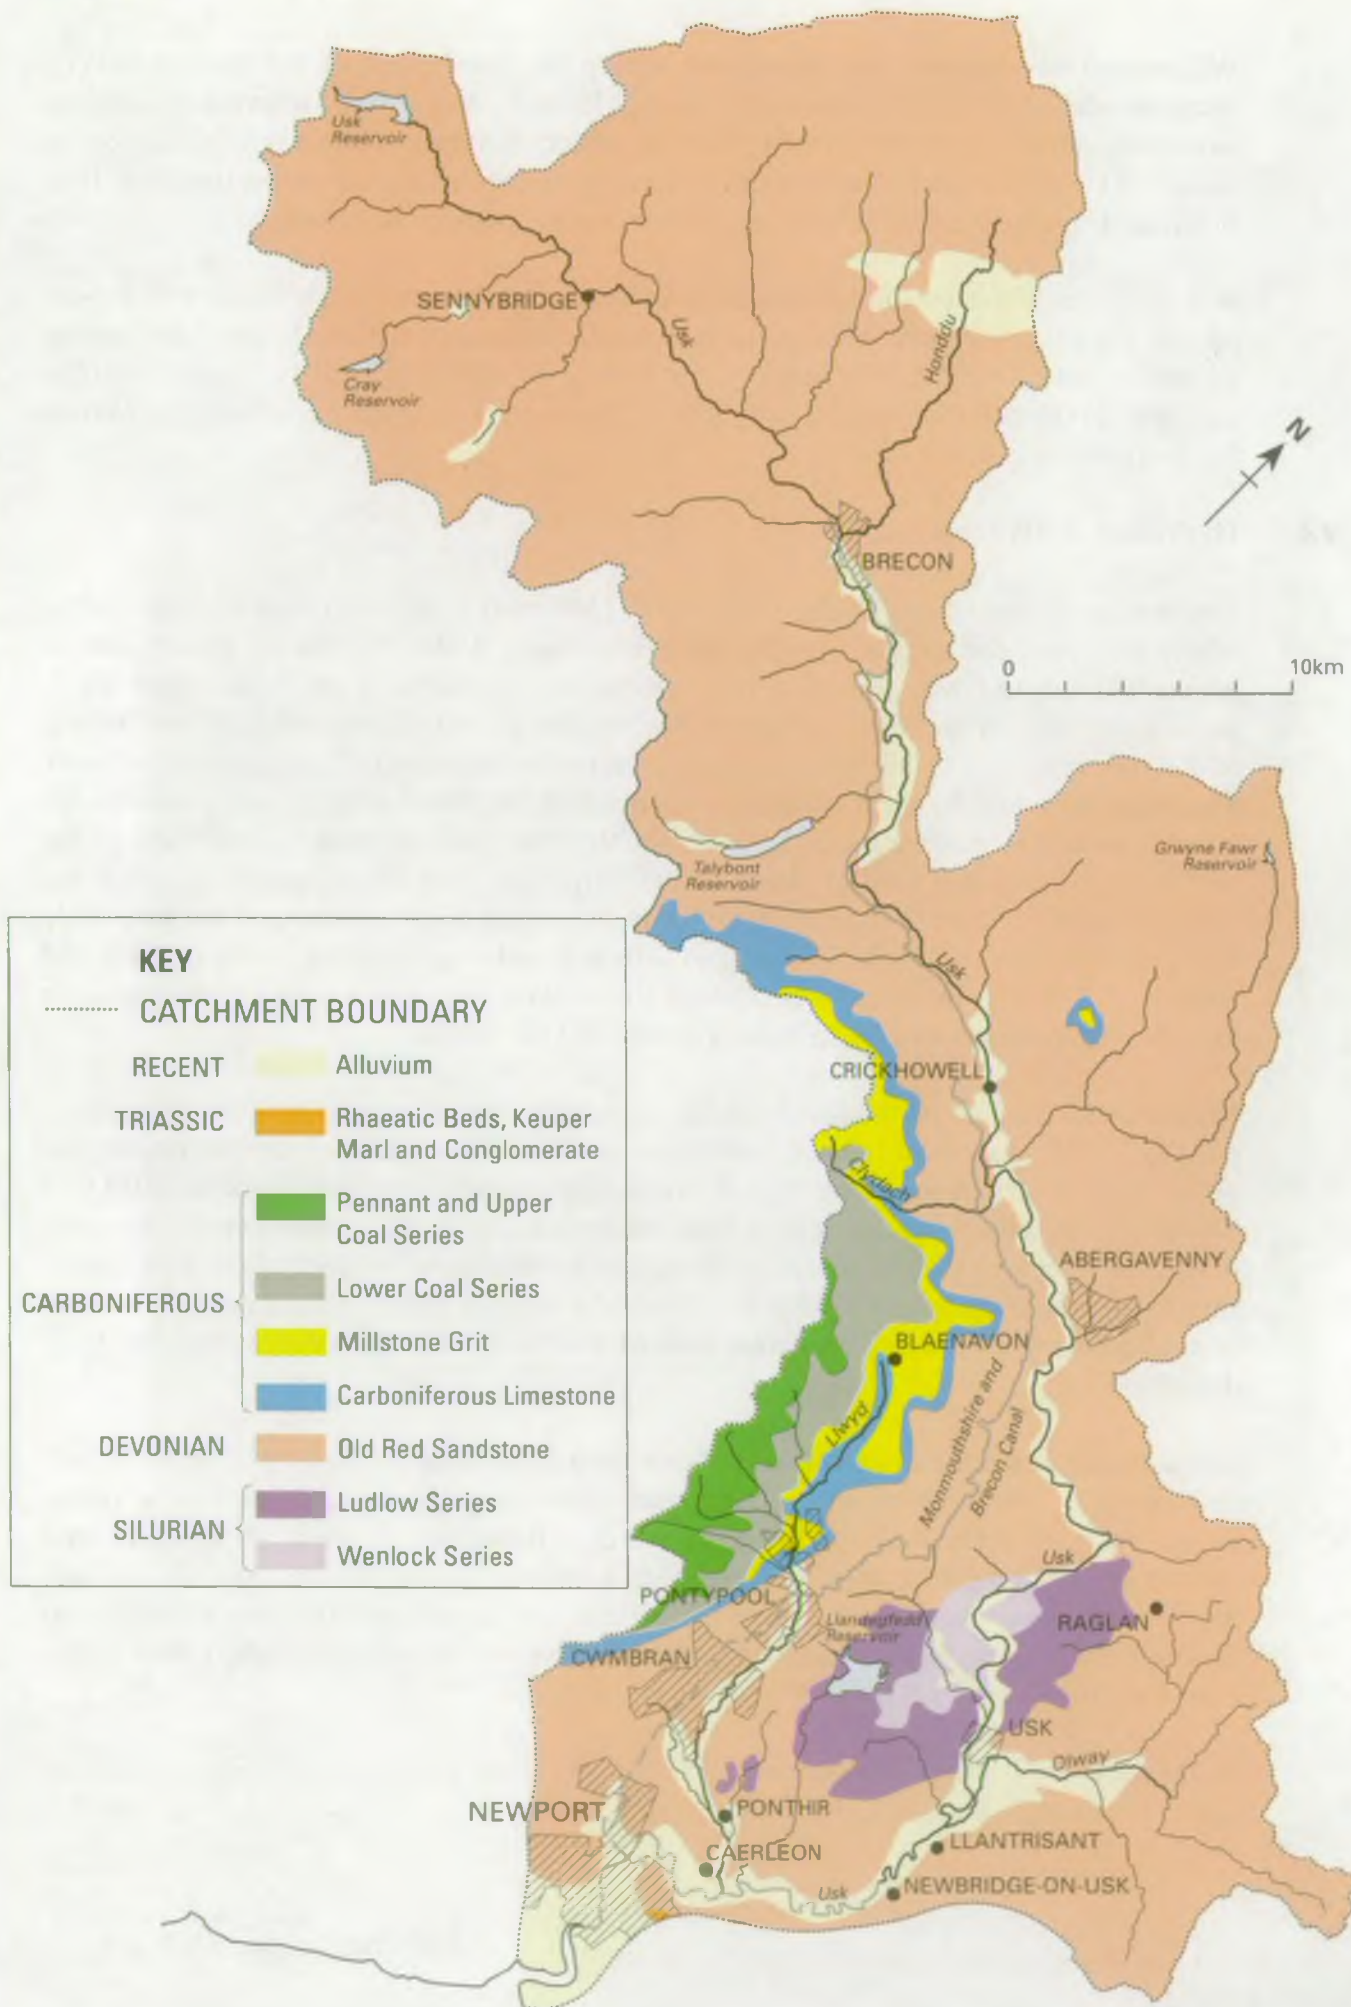 Usk
Reservoir
SENNYBRIDGE
Usk
Honddu
Cray
Reservoir
N
BRECON
0 10km
Talybont
Reservoir
Grwyne Fawr
Reservoir
Usk
CRICKHOWELL
Clydach
ABERGAVENNY
BLAENAVON
Llwyd
Monmouthshire and
Brecon Canal
Usk
PONTYPOOL
Llandegfedd
Reservoir
RAGLAN
CWMBRAN
USK
Olway
NEWPORT
PONTHIR
LLANTRISANT
CAERLEON
Usk
NEWBRIDGE-ON-USK
KEY
CATCHMENT BOUNDARY
RECENT Alluvium
TRIASSIC Rhaeatic Beds, Keuper
Marl and Conglomerate
CARBONIFEROUS
Pennant and Upper
Coal Series
Lower Coal Series
Millstone Grit
Carboniferous Limestone
DEVONIAN Old Red Sandstone
SILURIAN
Ludlow Series
Wenlock Series